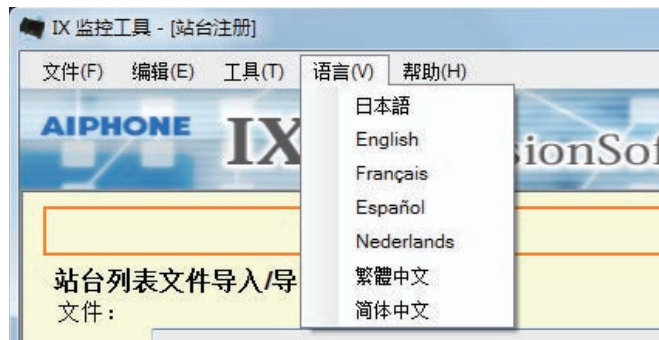 IX 监控工具 - [站台注册]
文件(F) 编辑(E) 工具(T) 语言(V) 帮助(H)
日本語
AIPHONE IX ionSof
English
Français
Español
Nederlands
站台列表文件导入/导
繁體中文
文件：
简体中文